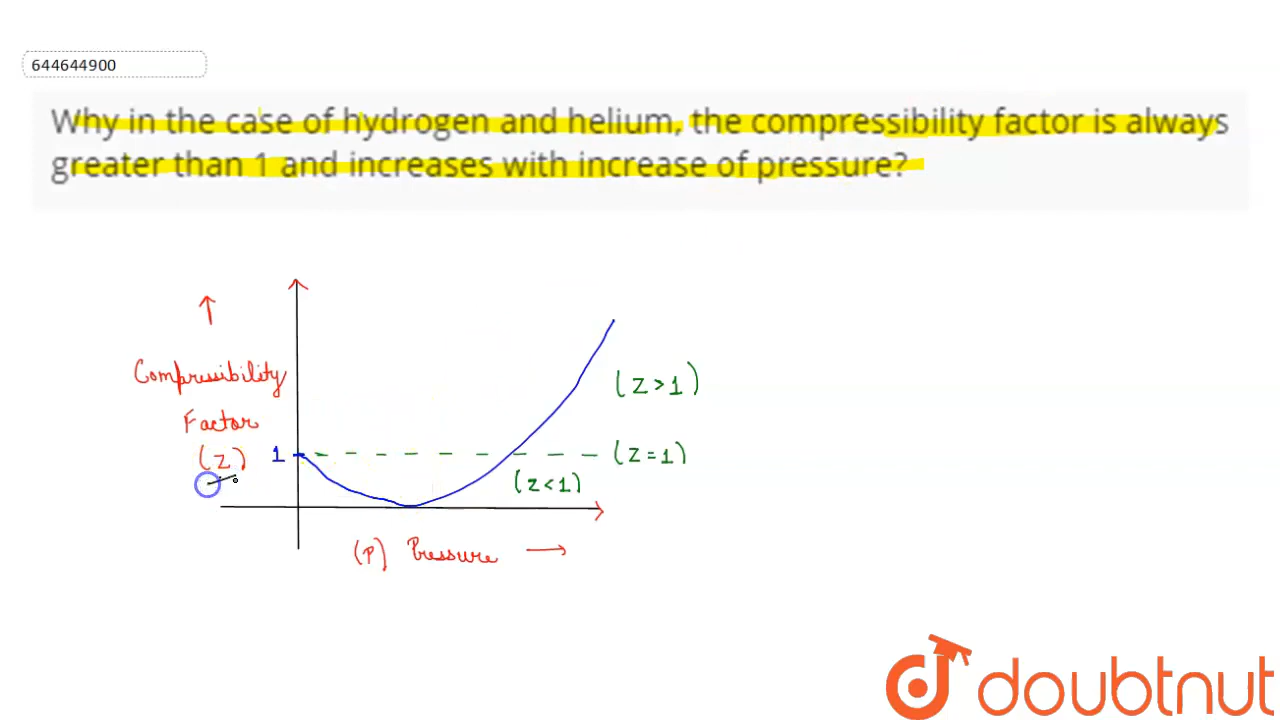 644644900
Why in the case of hydrogen and helium, the compressibility factor is always
greater than 1 and increases with increase of pressure?
Compressibility
Factor
(Z)
1
(Z > 1)
(Z = 1)
(Z < 1)
(P) Pressure
doubtnut